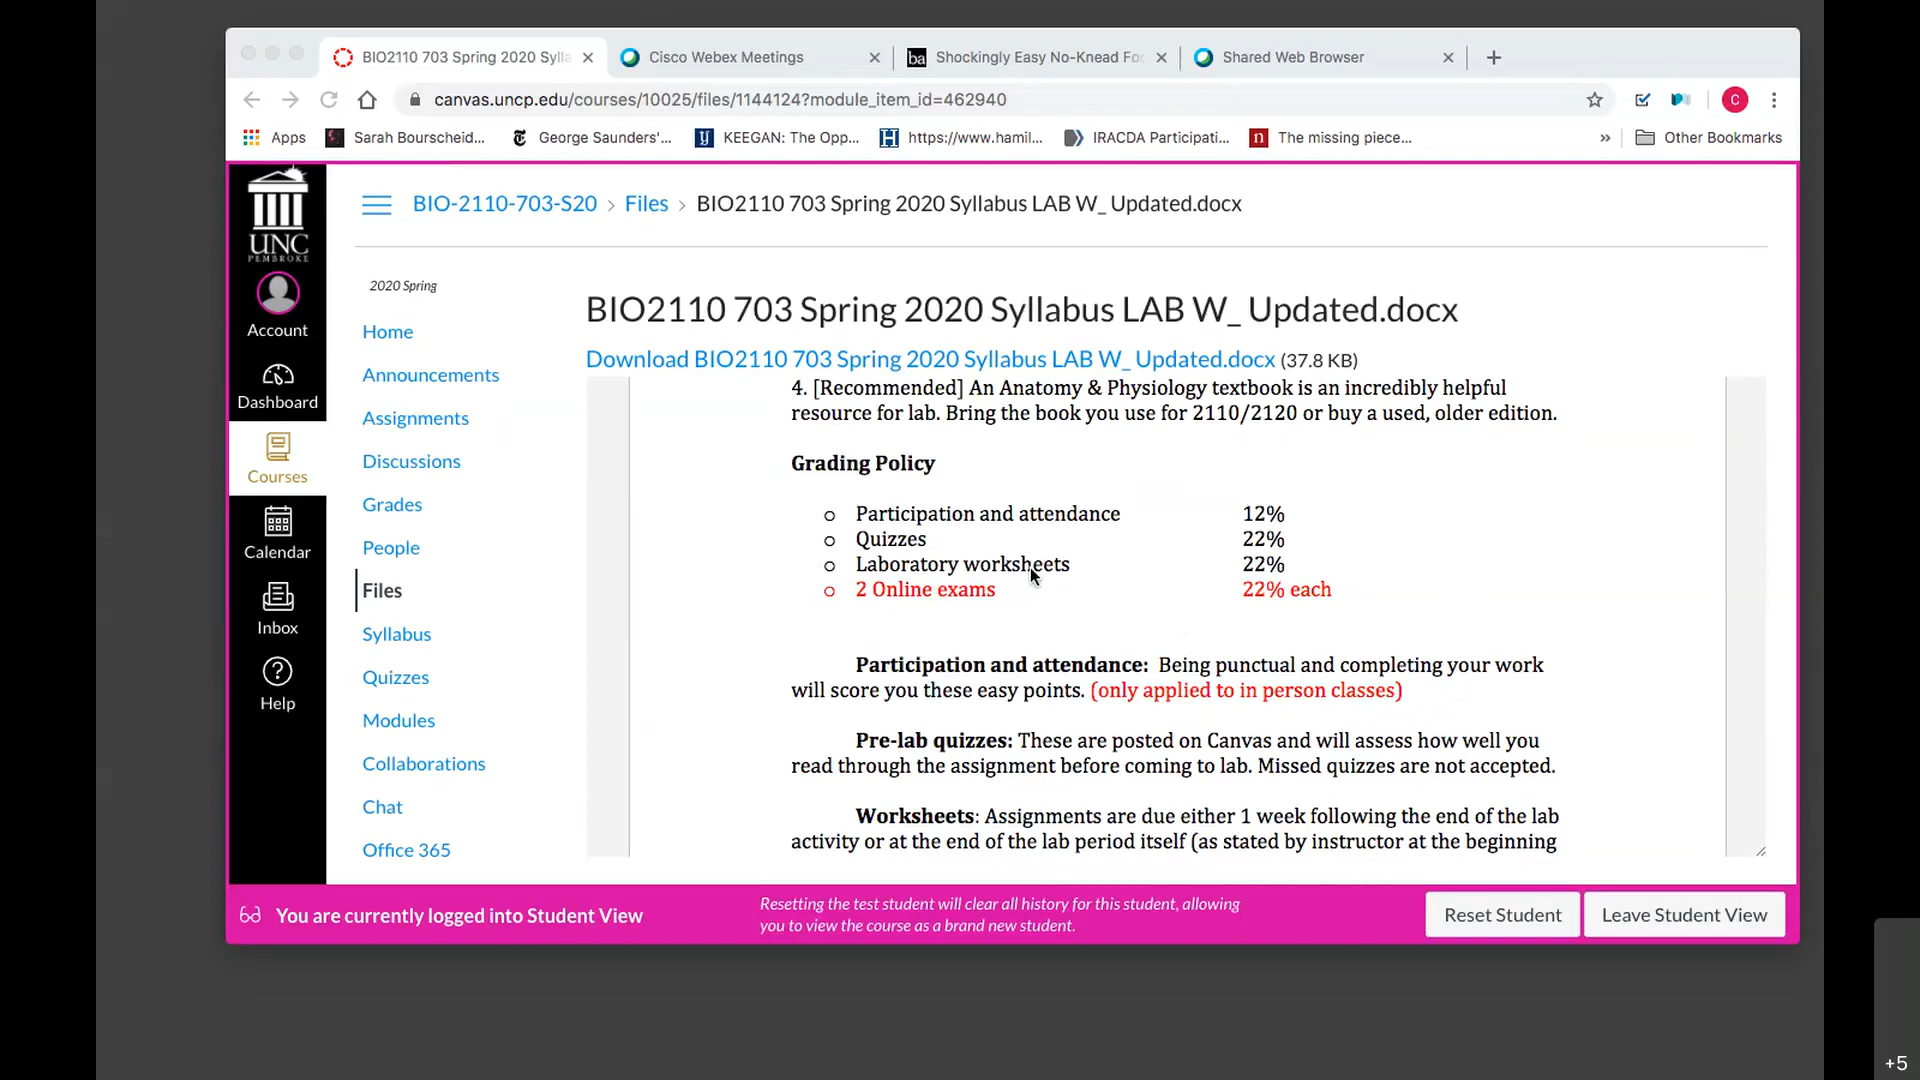 BIO2110 703 Spring 2020 Sylla
Cisco Webex Meetings
ba
Shockingly Easy No-Knead Foc
Shared Web Browser
canvas.uncp.edu/courses/10025/files/1144124?module_item_id=462940
C
Apps
Sarah Bourscheid...
George Saunders'...
KEEGAN: The Opp...
https://www.hamil...
IRACDA Participati...
The missing piece...
» Other Bookmarks
UNC
PEMBROKE
Account
Dashboard
Courses
Calendar
Inbox
Help
BIO-2110-703-S20 › Files › BIO2110 703 Spring 2020 Syllabus LAB W_ Updated.docx
2020 Spring
Home
Announcements
Assignments
Discussions
Grades
People
Files
Syllabus
Quizzes
Modules
Collaborations
Chat
Office 365
BIO2110 703 Spring 2020 Syllabus LAB W_ Updated.docx
Download BIO2110 703 Spring 2020 Syllabus LAB W_ Updated.docx (37.8 KB)
4. [Recommended] An Anatomy & Physiology textbook is an incredibly helpful
resource for lab. Bring the book you use for 2110/2120 or buy a used, older edition.
Grading Policy
o Participation and attendance 12%
o Quizzes 22%
o Laboratory worksheets 22%
o 2 Online exams 22% each
Participation and attendance: Being punctual and completing your work
will score you these easy points. (only applied to in person classes)
Pre-lab quizzes: These are posted on Canvas and will assess how well you
read through the assignment before coming to lab. Missed quizzes are not accepted.
Worksheets: Assignments are due either 1 week following the end of the lab
activity or at the end of the lab period itself (as stated by instructor at the beginning
You are currently logged into Student View
Resetting the test student will clear all history for this student, allowing
you to view the course as a brand new student.
Reset Student
Leave Student View
+5